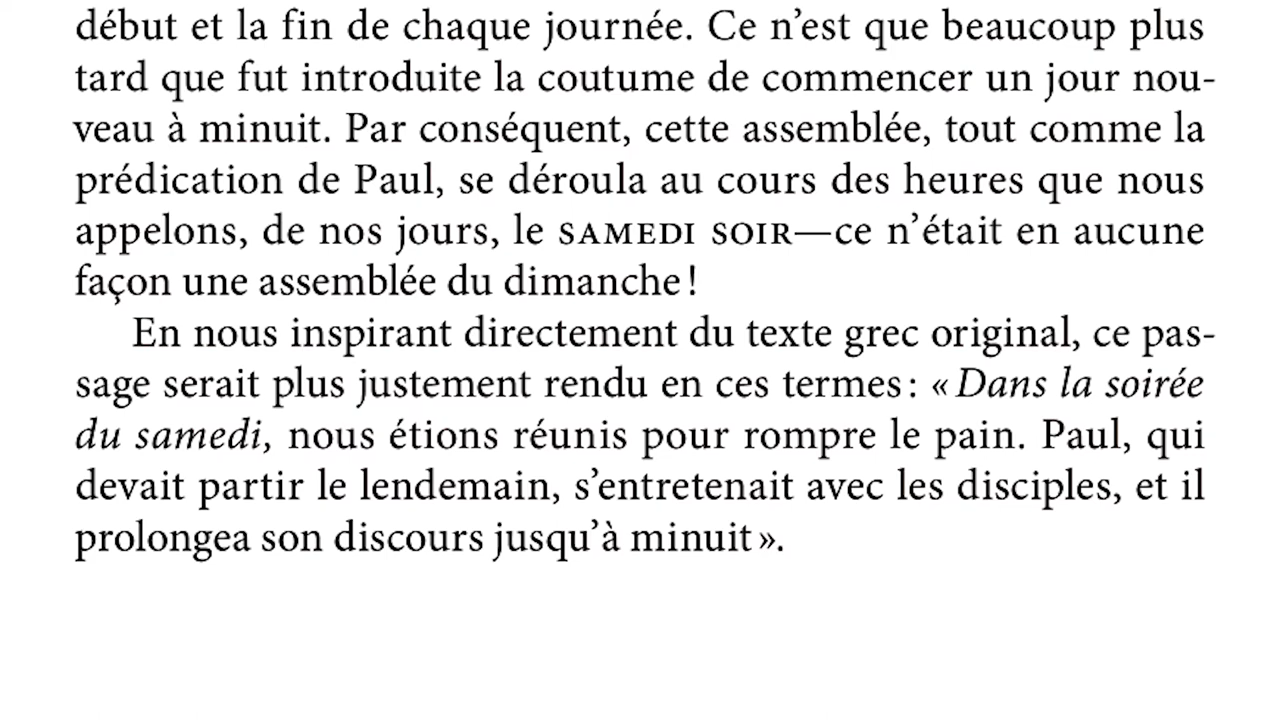 début et la fin de chaque journée. Ce n’est que beaucoup plus
tard que fut introduite la coutume de commencer un jour nou-
veau à minuit. Par conséquent, cette assemblée, tout comme la
prédication de Paul, se déroula au cours des heures que nous
appelons, de nos jours, le SAMEDI SOIR—ce n’était en aucune
façon une assemblée du dimanche !
En nous inspirant directement du texte grec original, ce pas-
sage serait plus justement rendu en ces termes : « Dans la soirée
du samedi, nous étions réunis pour rompre le pain. Paul, qui
devait partir le lendemain, s’entretenait avec les disciples, et il
prolongea son discours jusqu’à minuit ».